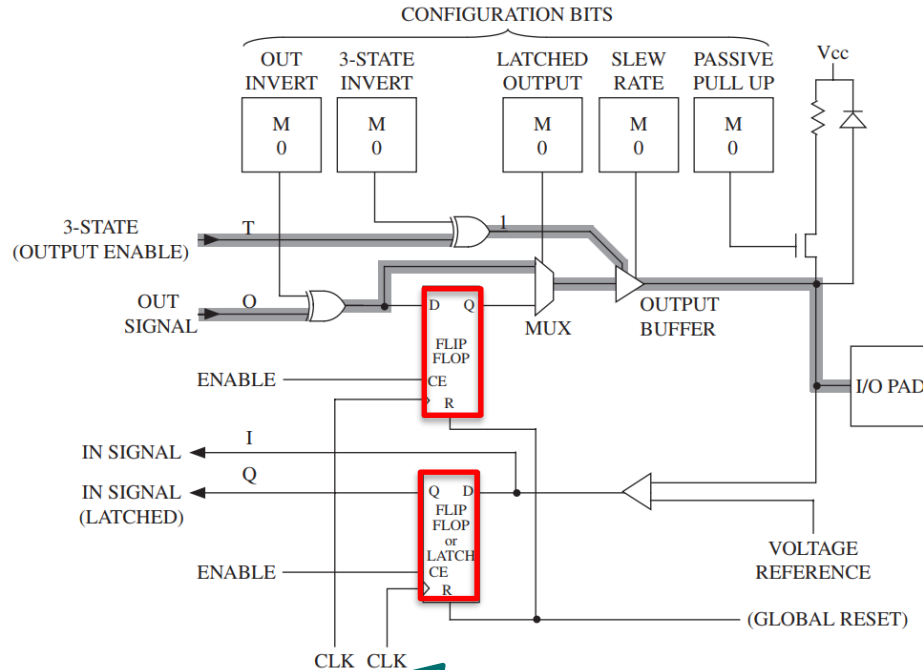 CONFIGURATION BITS
OUT
INVERT
3-STATE
INVERT
LATCHED
OUTPUT
SLEW
RATE
PASSIVE
PULL UP
Vcc
M
0
M
0
M
0
M
0
M
0
3-STATE
(OUTPUT ENABLE)
T
1
OUT
SIGNAL
O
D Q
FLIP
FLOP
CE
R
MUX
OUTPUT
BUFFER
ENABLE
I/O PAD
IN SIGNAL
I
IN SIGNAL
(LATCHED)
Q
Q D
FLIP
FLOP
or
LATCH
CE
R
ENABLE
VOLTAGE
REFERENCE
(GLOBAL RESET)
CLK CLK